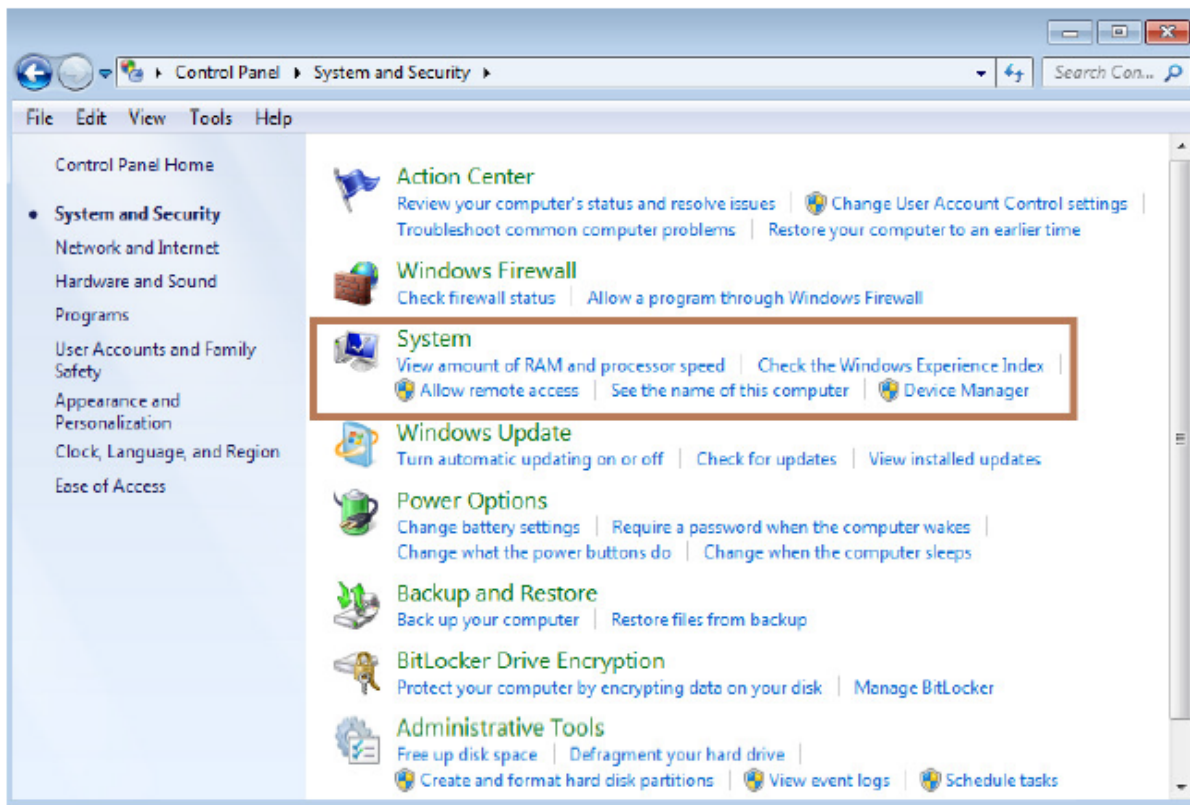 Control Panel System and Security Search Con...
File Edit View Tools Help
Control Panel Home
System and Security
Network and Internet
Hardware and Sound
Programs
User Accounts and Family
Safety
Appearance and
Personalization
Clock, Language, and Region
Ease of Access
Action Center
Review your computer's status and resolve issues Change User Account Control settings
Troubleshoot common computer problems Restore your computer to an earlier time
Windows Firewall
Check firewall status Allow a program through Windows Firewall
System
View amount of RAM and processor speed Check the Windows Experience Index
Allow remote access See the name of this computer Device Manager
Windows Update
Turn automatic updating on or off Check for updates View installed updates
Power Options
Change battery settings Require a password when the computer wakes
Change what the power buttons do Change when the computer sleeps
Backup and Restore
Back up your computer Restore files from backup
BitLocker Drive Encryption
Protect your computer by encrypting data on your disk Manage BitLocker
Administrative Tools
Free up disk space Defragment your hard drive
Create and format hard disk partitions View event logs Schedule tasks